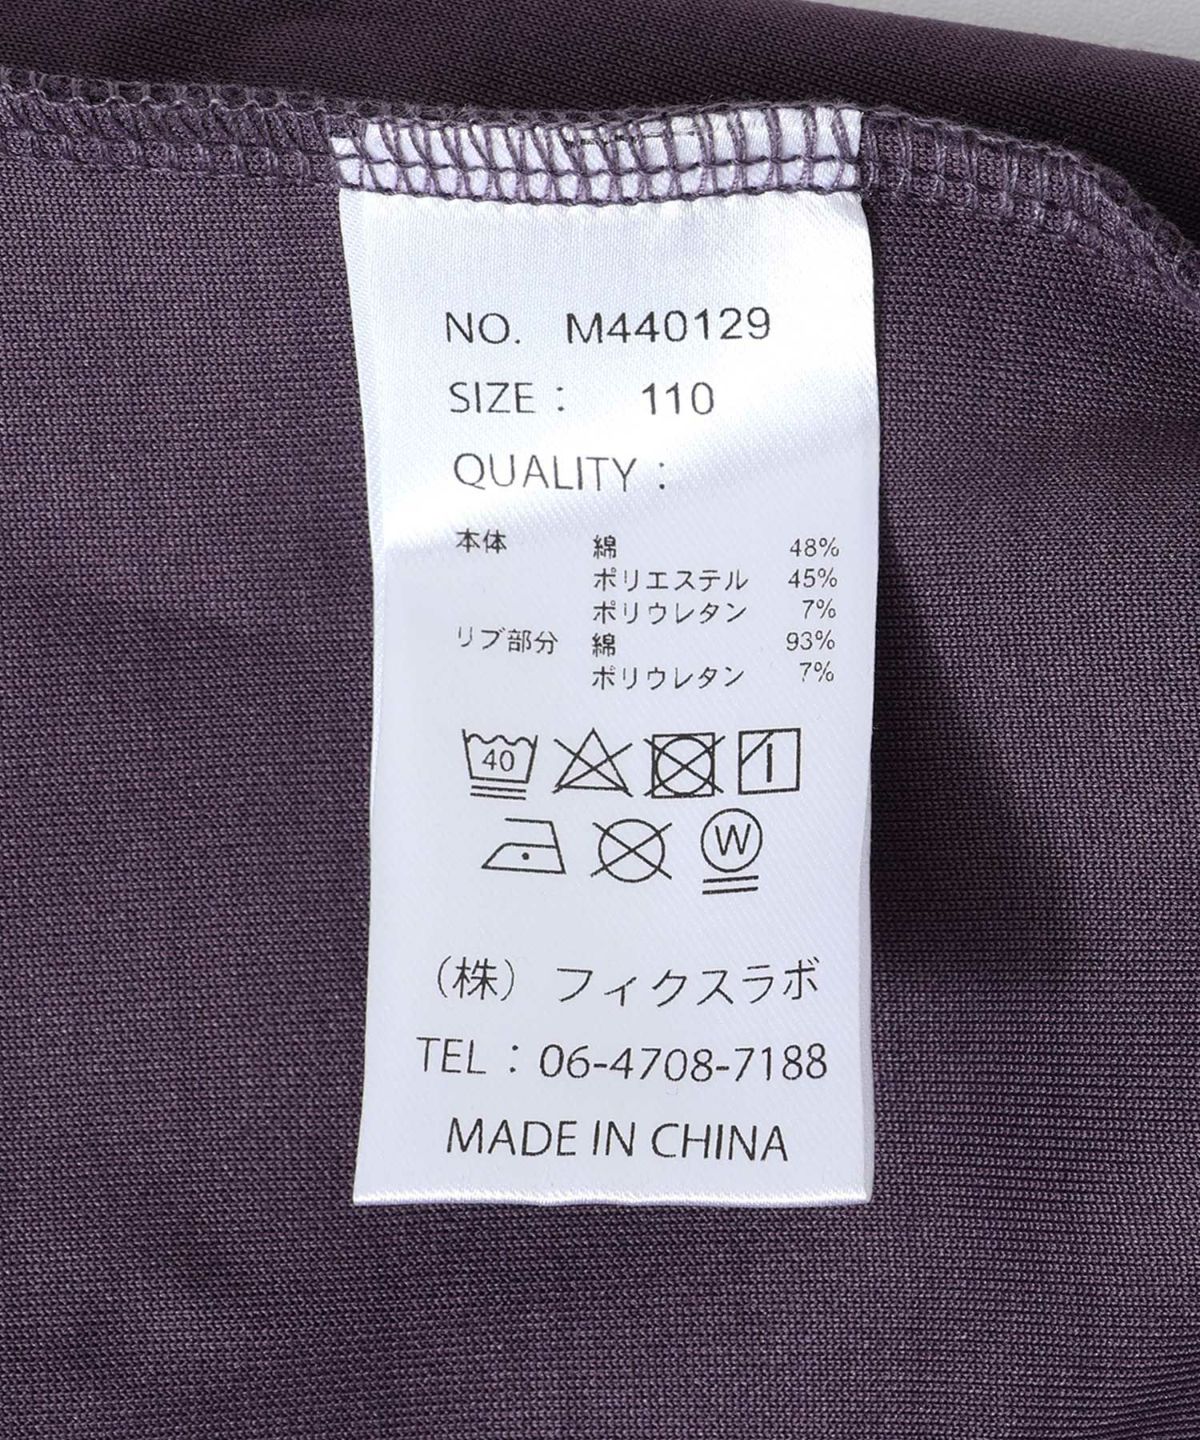 NO. M440129
SIZE : 110
QUALITY :
本体 綿 48%
ポリエステル 45%
ポリウレタン 7%
リブ部分 綿 93%
ポリウレタン 7%
40
W
（株）フィクスラボ
TEL : 06-4708-7188
MADE IN CHINA